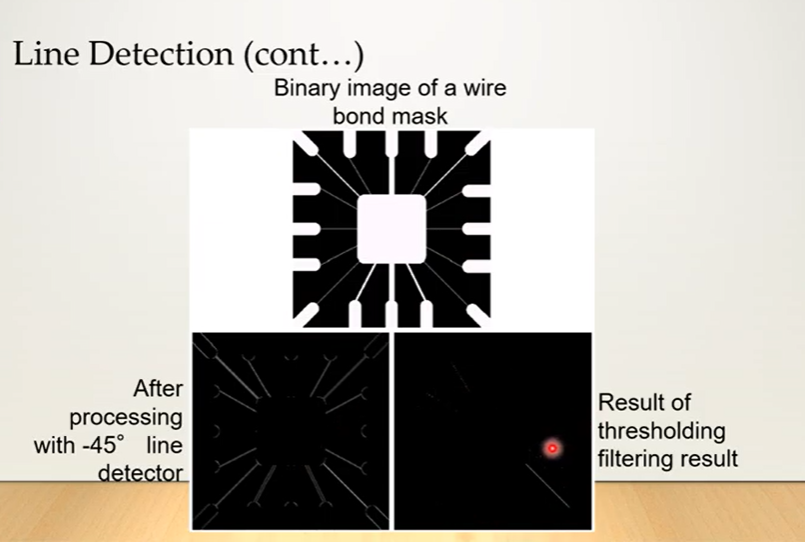 Line Detection (cont…)
Binary image of a wire
bond mask
After
processing
with -45° line
detector
Result of
thresholding
filtering result